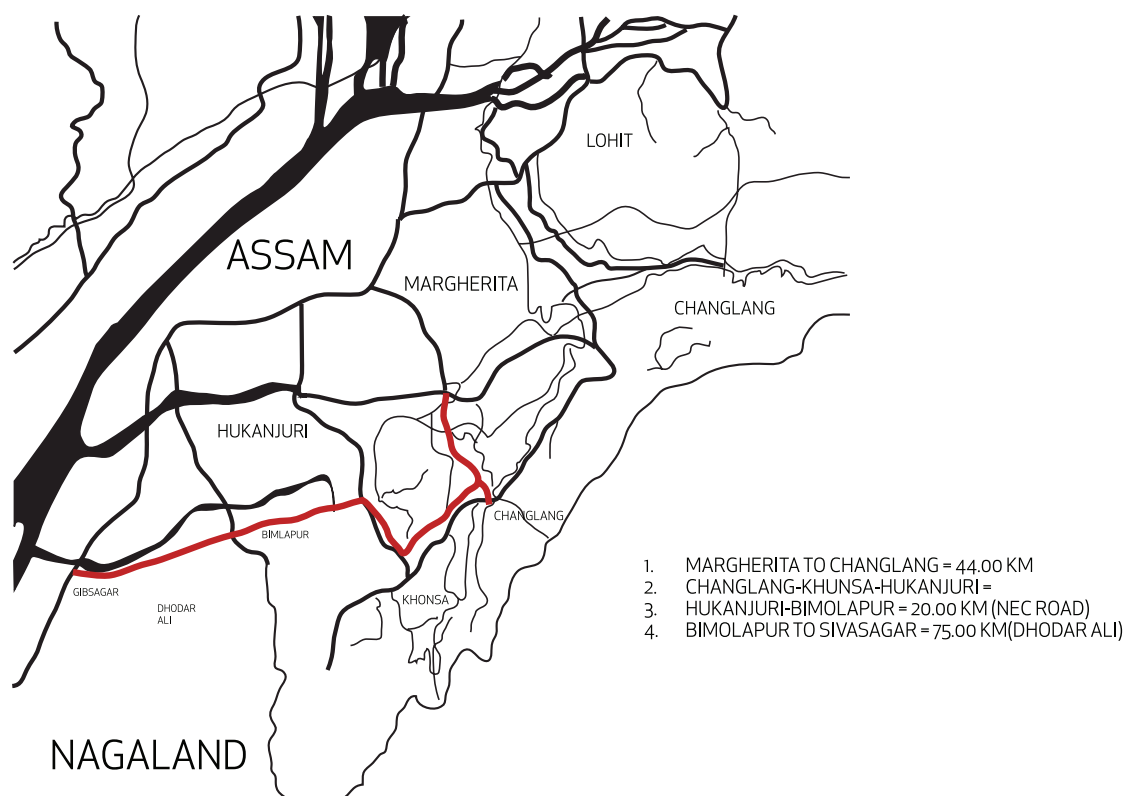 LOHIT
ASSAM
MARGHERITA
CHANGLANG
HUKANJURI
CHANGLANG
BIMLAPUR
GIBSAGAR
DHODAR
ALI
KHONSA
NAGALAND
1. MARGHERITA TO CHANGLANG = 44.00 KM
2. CHANGLANG-KHUNSA-HUKANJURI =
3. HUKANJURI-BIMOLAPUR = 20.00 KM (NEC ROAD)
4. BIMOLAPUR TO SIVASAGAR = 75.00 KM(DHODAR ALI)